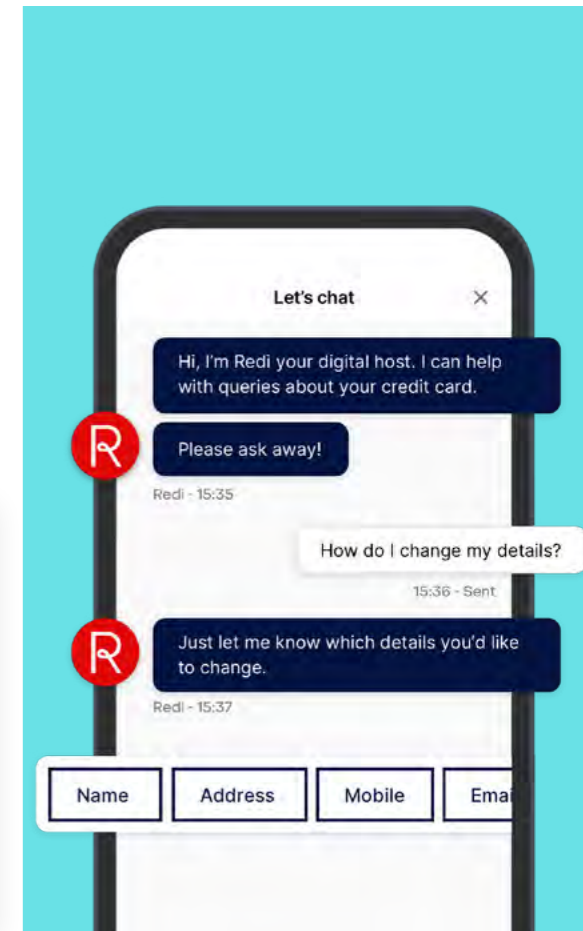 Let's chat
Hi, I'm Redi your digital host. I can help
with queries about your credit card.
R
Please ask away!
Redi - 15:35
How do I change my details?
15:36 - Sent
R
Just let me know which details you'd like
to change.
Redi - 15:37
Name
Address
Mobile
Emai